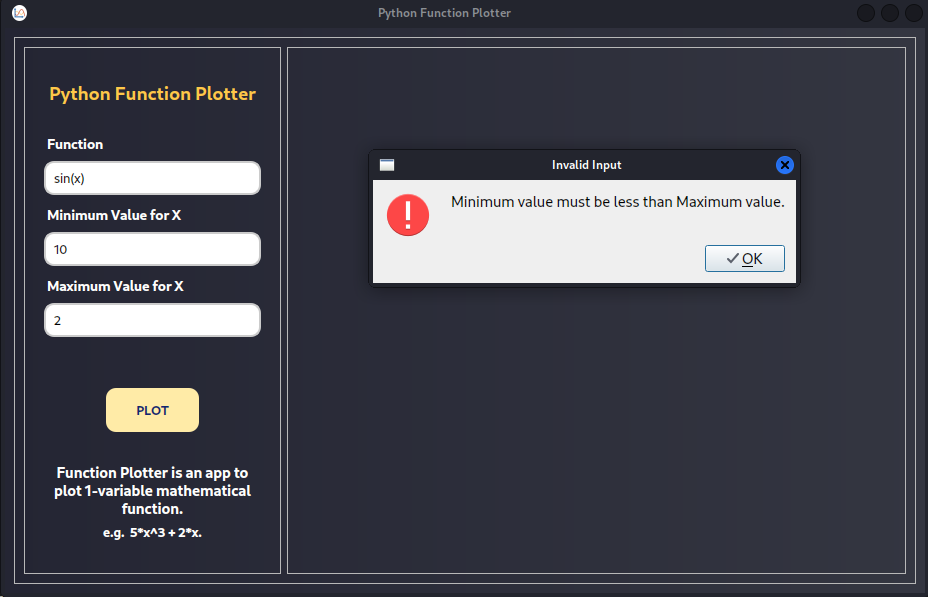 Python Function Plotter
Python Function Plotter
Function
sin(x)
Minimum Value for X
10
Maximum Value for X
2
PLOT
Function Plotter is an app to
plot 1-variable mathematical
function.
e.g. 5*x^3 + 2*x.
Invalid Input
Minimum value must be less than Maximum value.
OK